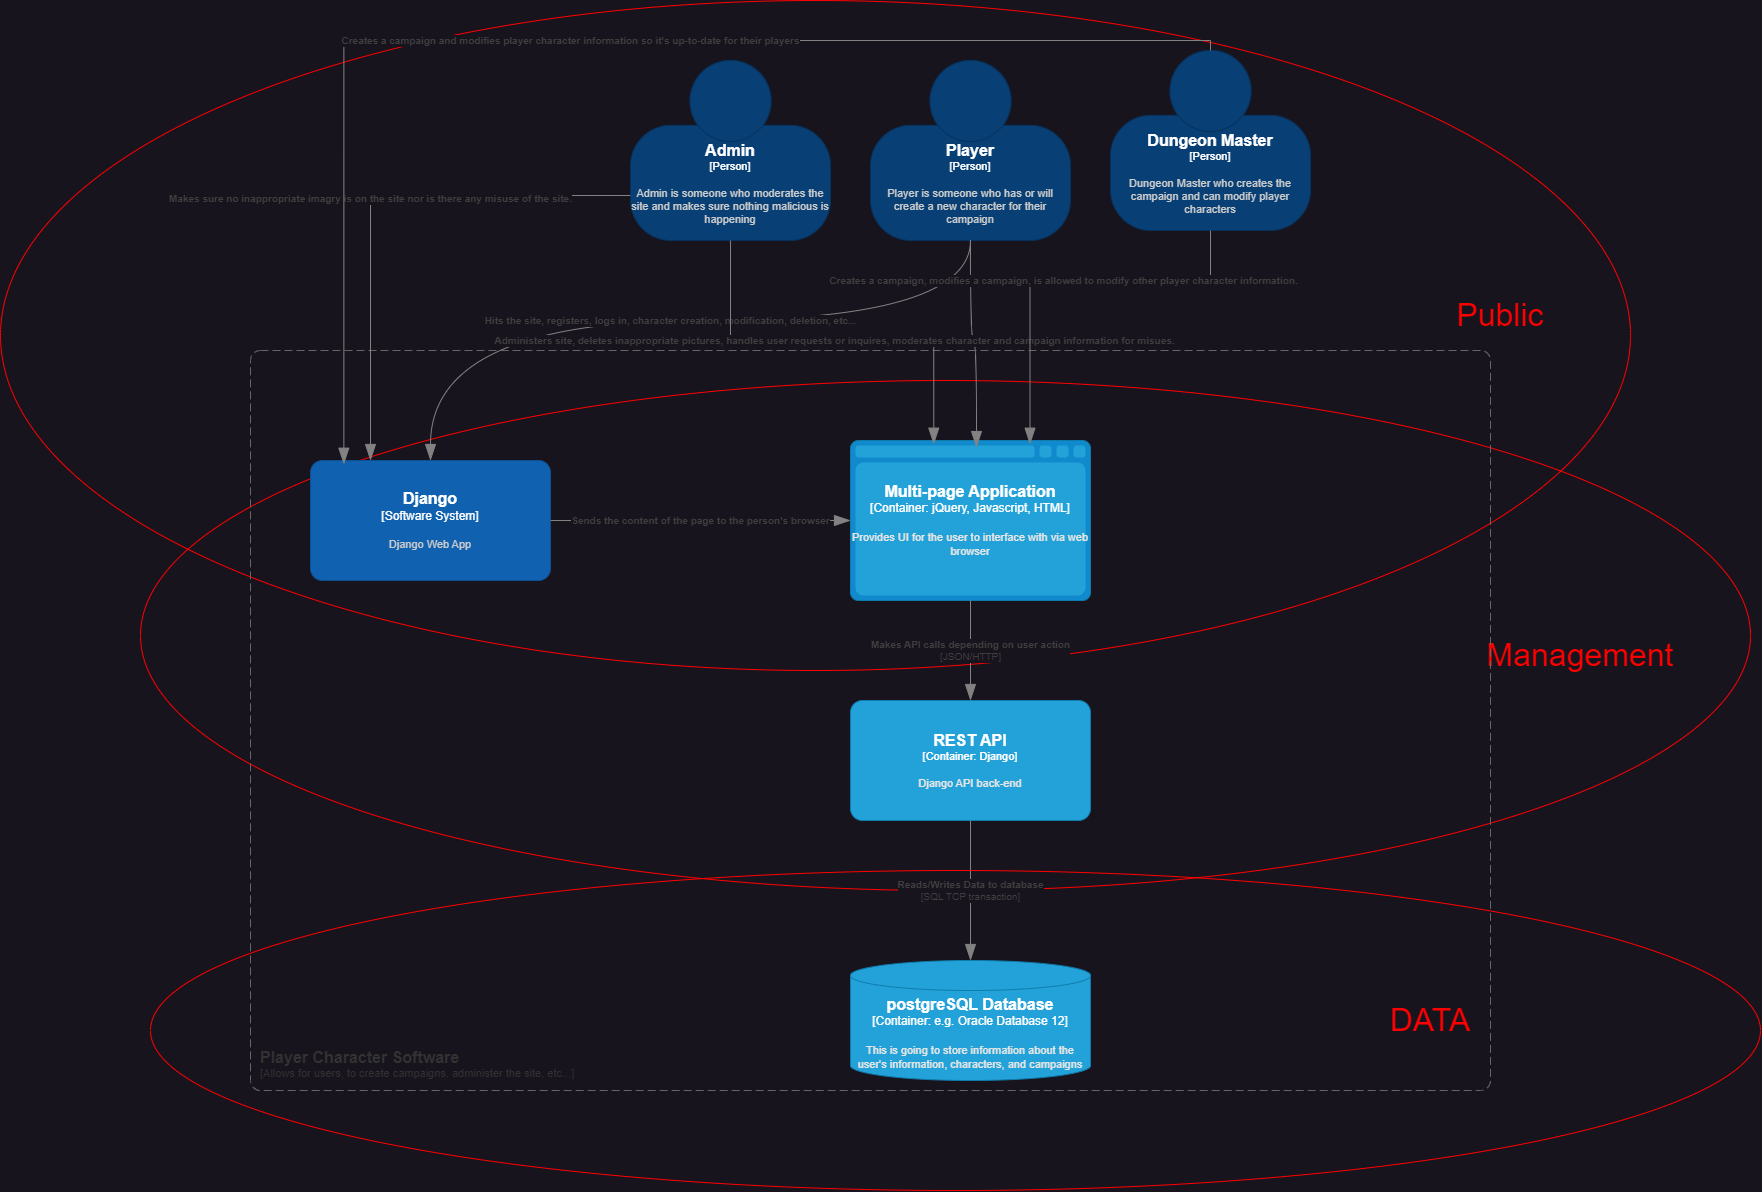 Creates a campaign and modifies player character information so it's up-to-date for their players
Admin
[Person]
Admin is someone who moderates the
site and makes sure nothing malicious is
happening
Player
[Person]
Player is someone who has or will
create a new character for their
campaign
Dungeon Master
[Person]
Dungeon Master who creates the
campaign and can modify player
characters
Makes sure no inappropriate imagry is on the site nor is there any misuse of the site.
Creates a campaign, modifies a campaign, is allowed to modify other player character information.
Public
Hits the site, registers, logs in, character creation, modification, deletion, etc...
Administers site, deletes inappropriate pictures, handles user requests or inquires, moderates character and campaign information for misues.
Django
[Software System]
Django Web App
Sends the content of the page to the person's browser
Multi-page Application
[Container: jQuery, Javascript, HTML]
Provides UI for the user to interface with via web
browser
Makes API calls depending on user action
[JSON/HTTP]
Management
REST API
[Container: Django]
Django API back-end
Reads/Writes Data to database
[SQL TCP transaction]
postgreSQL Database
[Container: e.g. Oracle Database 12]
This is going to store information about the
user's information, characters, and campaigns
DATA
Player Character Software
[Allows for users, to create campaigns, administer the site, etc...]